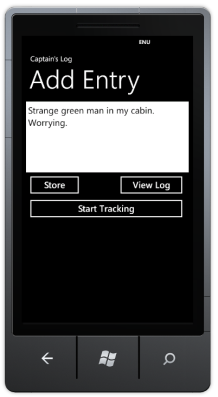 ENU
Captain's Log
Add Entry
Strange green man in my cabin.
Worrying.
Store
View Log
Start Tracking